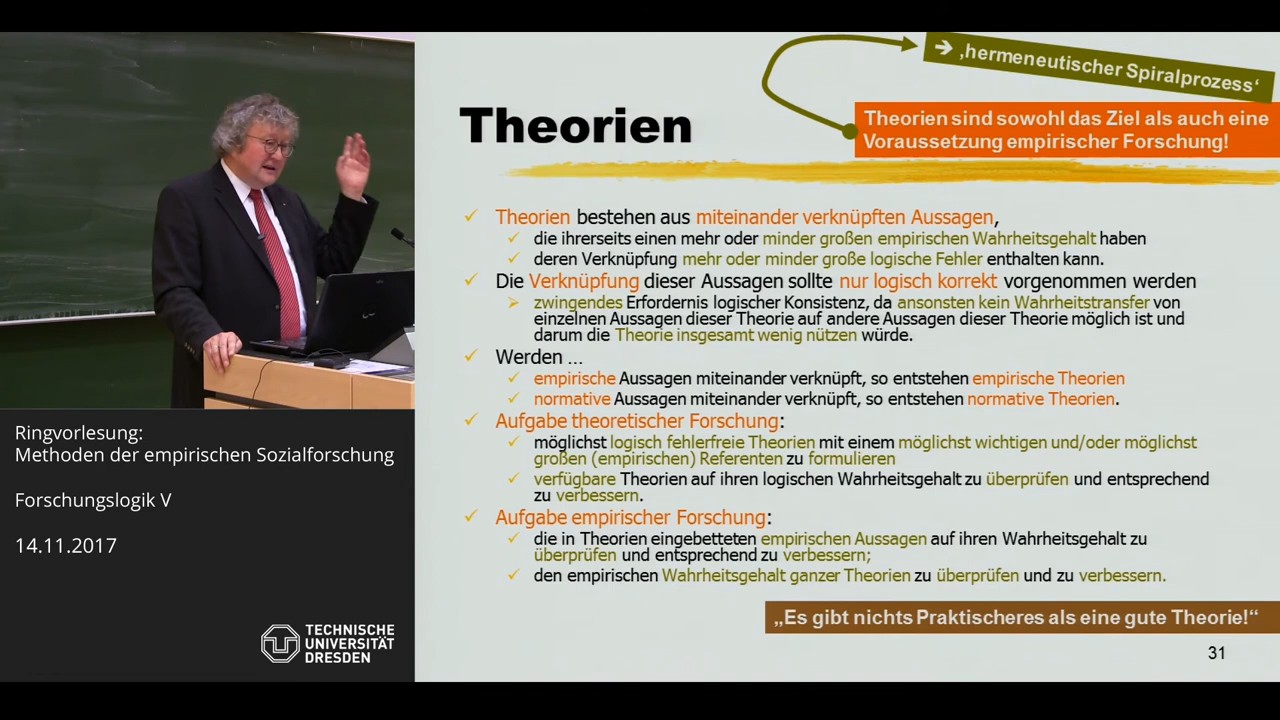 ➔ ‚hermeneutischer Spiralprozess‘
Theorien sind sowohl das Ziel als auch eine
Voraussetzung empirischer Forschung!
Theorien
Theorien bestehen aus miteinander verknüpften Aussagen,
die ihrerseits einen mehr oder minder großen empirischen Wahrheitsgehalt haben
deren Verknüpfung mehr oder minder große logische Fehler enthalten kann.
Die Verknüpfung dieser Aussagen sollte nur logisch korrekt vorgenommen werden
zwingendes Erfordernis logischer Konsistenz, da ansonsten kein Wahrheitstransfer von
einzelnen Aussagen dieser Theorie auf andere Aussagen dieser Theorie möglich ist und
darum die Theorie insgesamt wenig nützen würde.
Werden …
empirische Aussagen miteinander verknüpft, so entstehen empirische Theorien
normative Aussagen miteinander verknüpft, so entstehen normative Theorien.
Aufgabe theoretischer Forschung:
möglichst logisch fehlerfreie Theorien mit einem möglichst wichtigen und/oder möglichst
großen (empirischen) Referenten zu formulieren
verfügbare Theorien auf ihren logischen Wahrheitsgehalt zu überprüfen und entsprechend
zu verbessern.
Aufgabe empirischer Forschung:
die in Theorien eingebetteten empirischen Aussagen auf ihren Wahrheitsgehalt zu
überprüfen und entsprechend zu verbessern;
den empirischen Wahrheitsgehalt ganzer Theorien zu überprüfen und zu verbessern.
„Es gibt nichts Praktischeres als eine gute Theorie!“
31
Ringvorlesung:
Methoden der empirischen Sozialforschung
Forschungslogik V
14.11.2017
TECHNISCHE
UNIVERSITÄT
DRESDEN